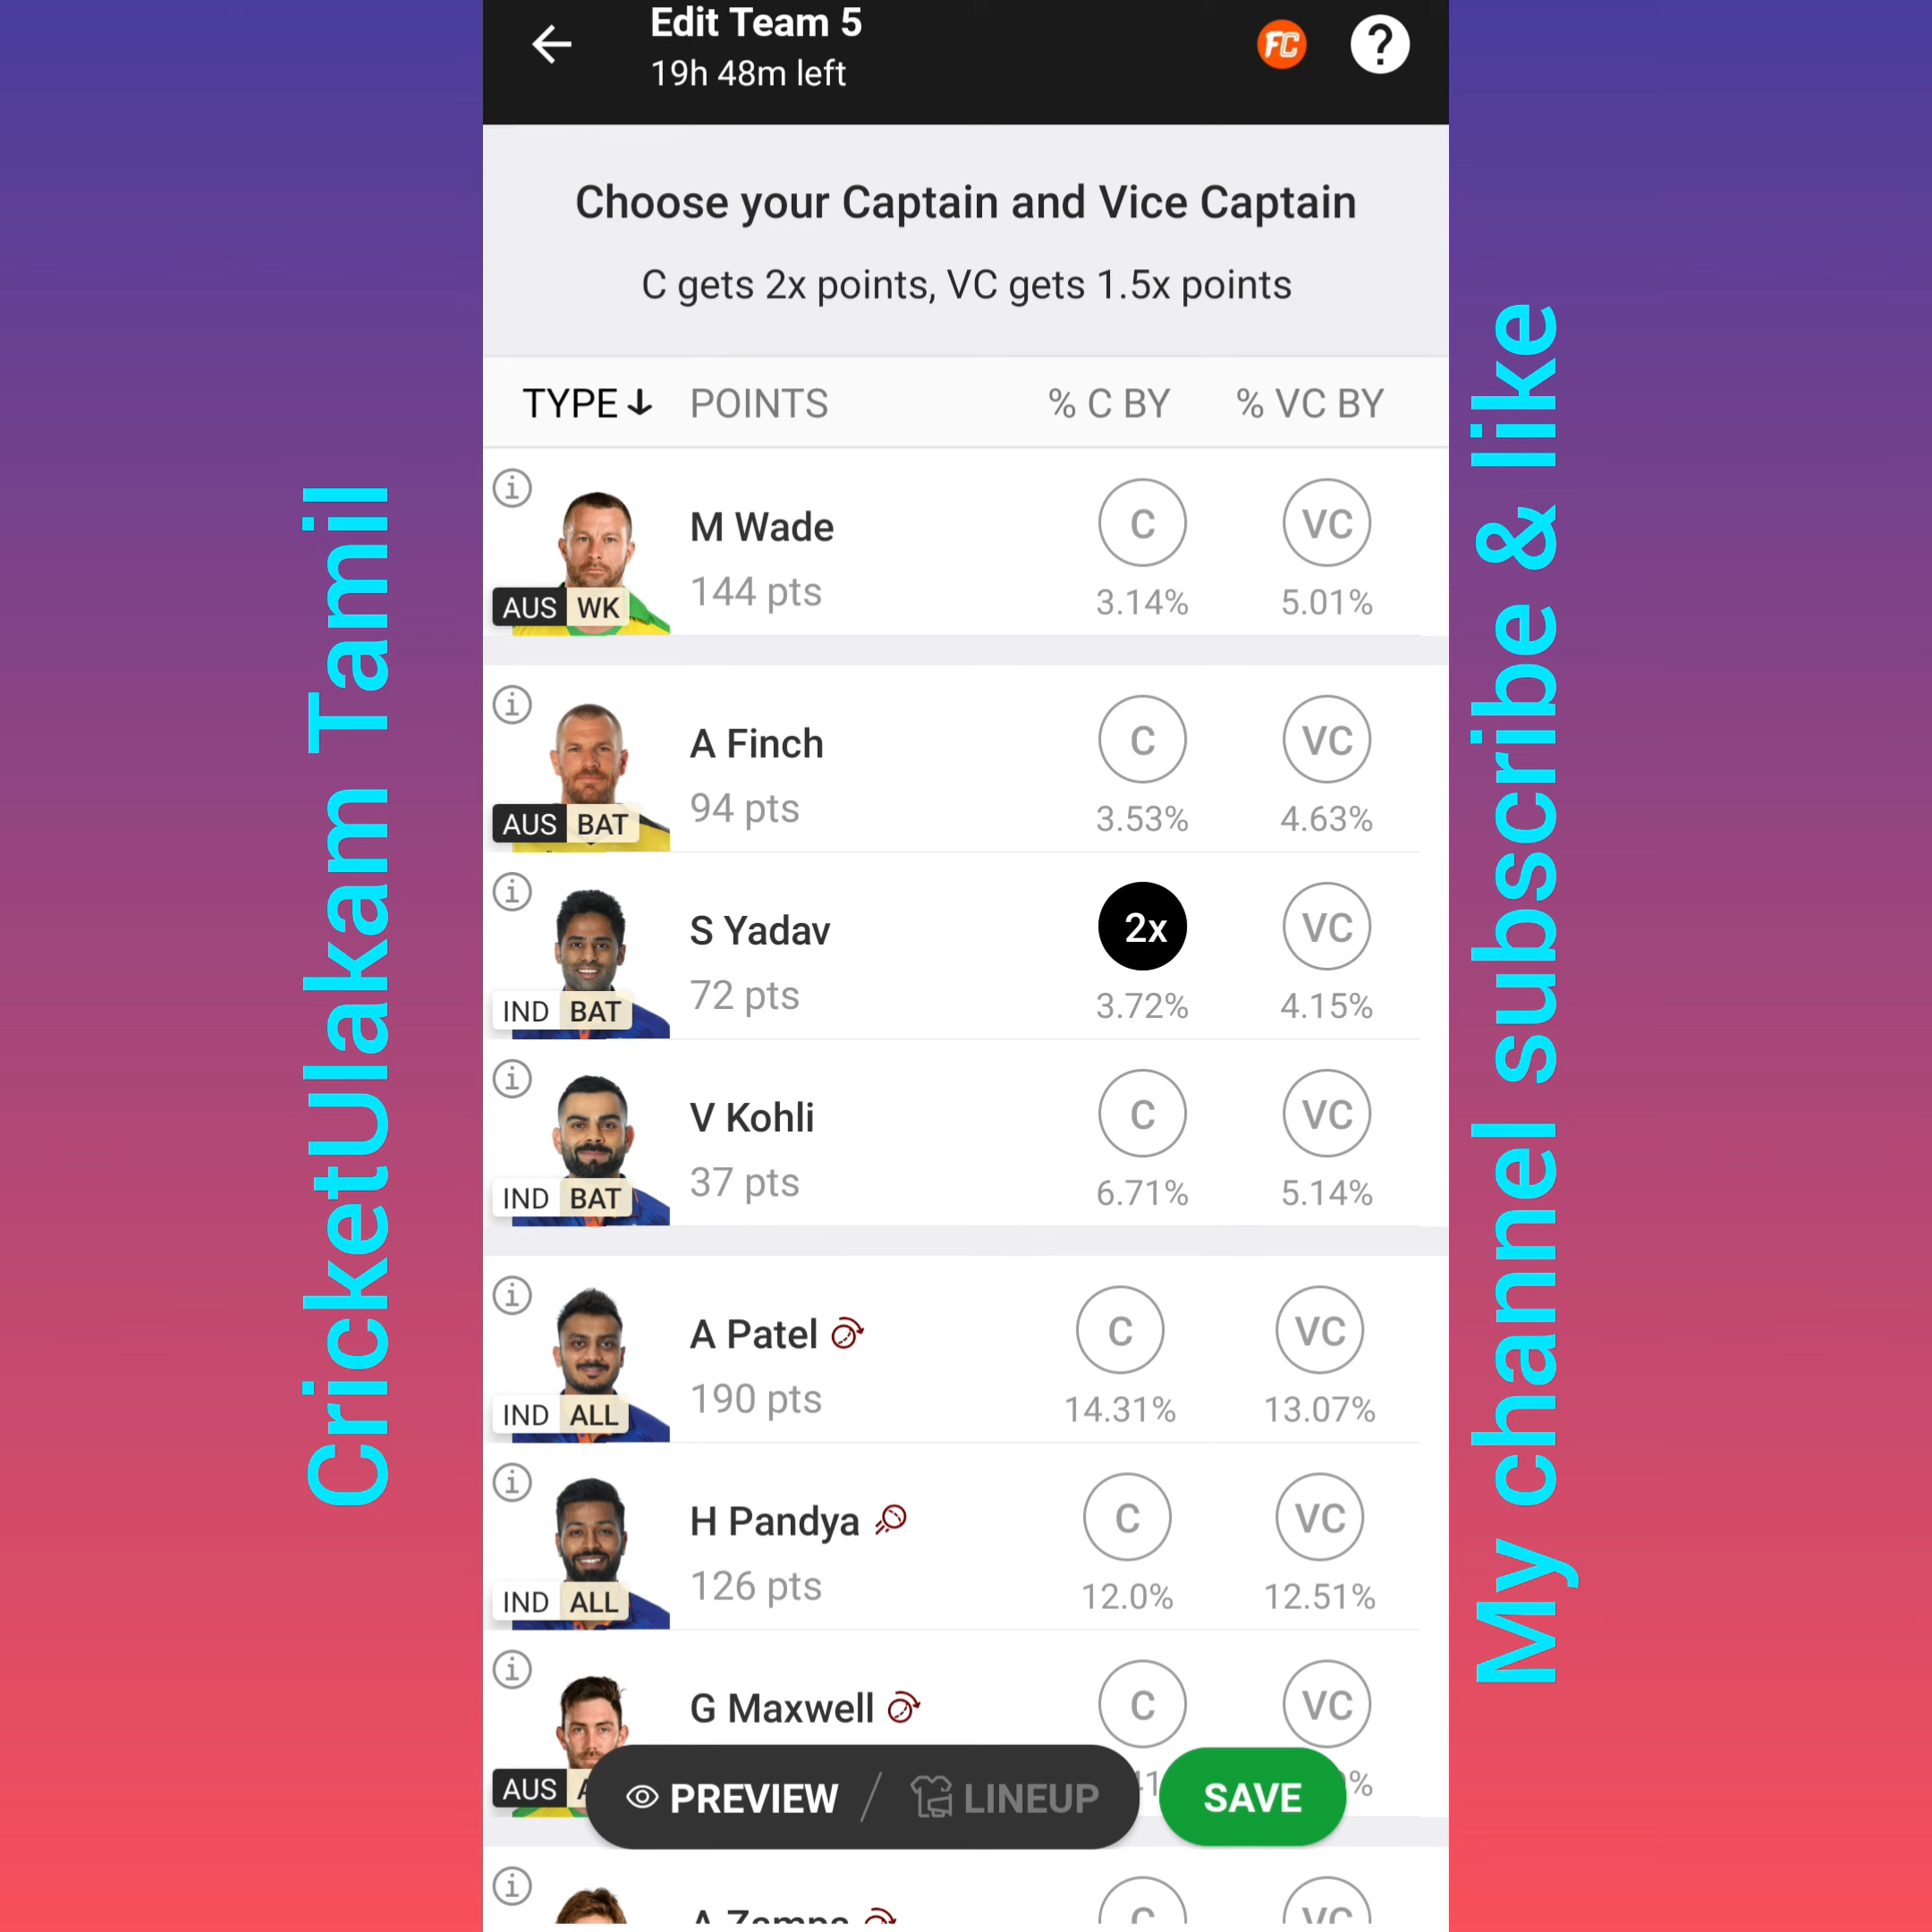 Edit Team 5
19h 48m left
FC
?
Choose your Captain and Vice Captain
C gets 2x points, VC gets 1.5x points
TYPE POINTS % C BY % VC BY
M Wade C VC
144 pts 3.14% 5.01%
AUS WK
A Finch C VC
94 pts 3.53% 4.63%
AUS BAT
S Yadav 2x VC
72 pts 3.72% 4.15%
IND BAT
V Kohli C VC
37 pts 6.71% 5.14%
IND BAT
A Patel C VC
190 pts 14.31% 13.07%
IND ALL
H Pandya C VC
126 pts 12.0% 12.51%
IND ALL
G Maxwell C VC
AUS
PREVIEW / LINEUP SAVE
A Zampa C VC
CricketUlakam Tamil
My channel subscribe & like